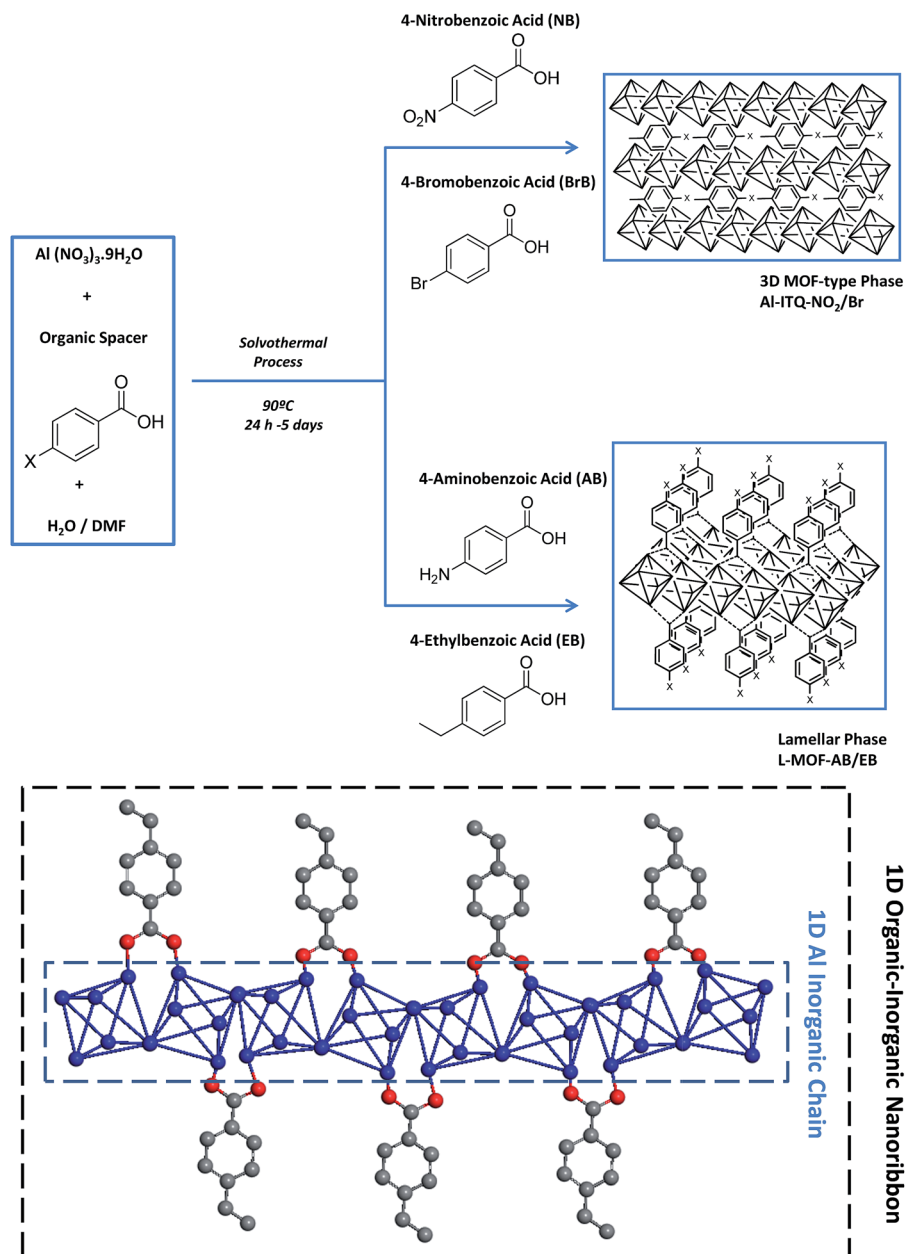 4-Nitrobenzoic Acid (NB)
O
OH
O₂N
4-Bromobenzoic Acid (BrB)
O
OH
Br
X X X X
X X X X
3D MOF-type Phase
Al-ITQ-NO₂/Br
Al (NO₃)₃.9H₂O
+
Organic Spacer
O
OH
X
+
H₂O / DMF
Solvothermal
Process
90ºC
24 h -5 days
4-Aminobenzoic Acid (AB)
O
OH
H₂N
4-Ethylbenzoic Acid (EB)
O
OH
X X X
X X X
X X X
X X X
X X X
X X X
Lamellar Phase
L-MOF-AB/EB
1D Al Inorganic Chain
1D Organic-Inorganic Nanoribbon